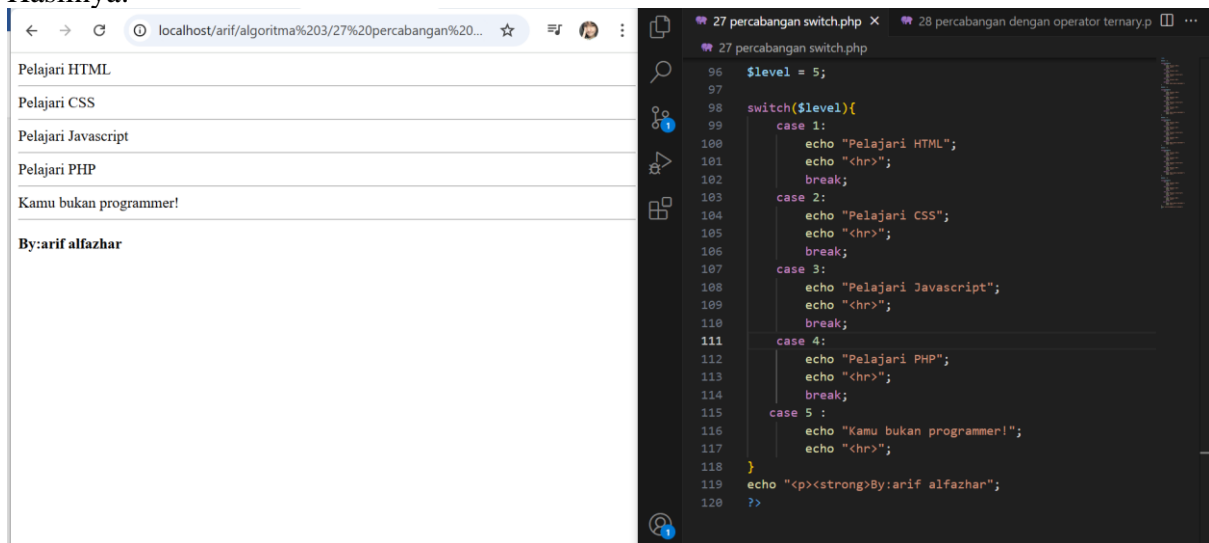 Hasilnya:
localhost/arif/algoritma%203/27%20percabangan%20...
Pelajari HTML
Pelajari CSS
Pelajari Javascript
Pelajari PHP
Kamu bukan programmer!
By:arif alfazhar
27 percabangan switch.php
28 percabangan dengan operator ternary.p
27 percabangan switch.php
96 $level = 5;
97
98 switch($level){
99 case 1:
100 echo "Pelajari HTML";
101 echo "<hr>";
102 break;
103 case 2:
104 echo "Pelajari CSS";
105 echo "<hr>";
106 break;
107 case 3:
108 echo "Pelajari Javascript";
109 echo "<hr>";
110 break;
111 case 4:
112 echo "Pelajari PHP";
113 echo "<hr>";
114 break;
115 case 5 :
116 echo "Kamu bukan programmer!";
117 echo "<hr>";
118 }
119 echo "<p><strong>By:arif alfazhar";
120 ?>
1
1